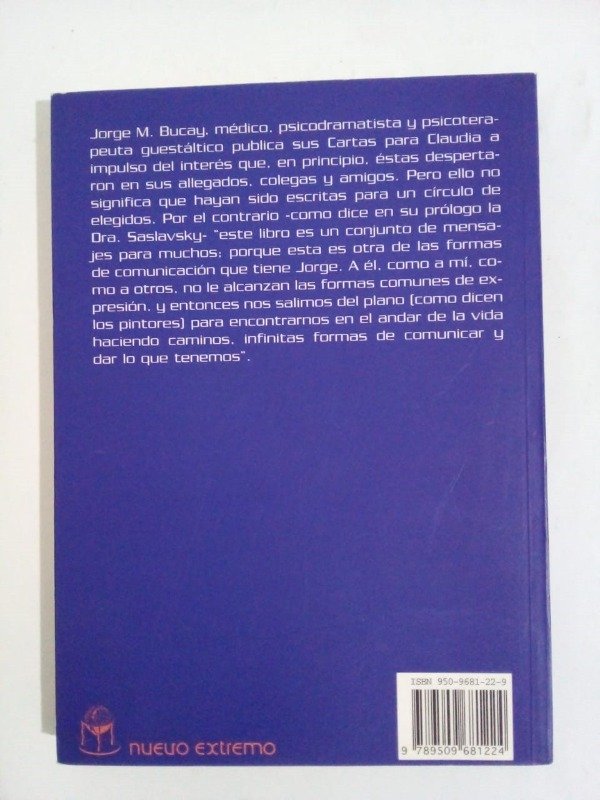 Jorge M. Bucay, médico, psicodramatista y psicotera-
peuta guestáltico publica sus Cartas para Claudia a
impulso del interés que, en principio, éstas desperta-
ron en sus allegados, colegas y amigos. Pero ello no
significa que hayan sido escritas para un círculo de
elegidos. Por el contrario -como dice en su prólogo la
Dra. Saslavsky- "este libro es un conjunto de mensa-
jes para muchos; porque esta es otra de las formas
de comunicación que tiene Jorge. A él, como a mí, co-
mo a otros, no le alcanzan las formas comunes de ex-
presión, y entonces nos salimos del plano (como dicen
los pintores) para encontrarnos en el andar de la vida
haciendo caminos, infinitas formas de comunicar y
dar lo que tenemos".
ISBN 950-9681-22-9
9 789509 681224
nuevo extremo